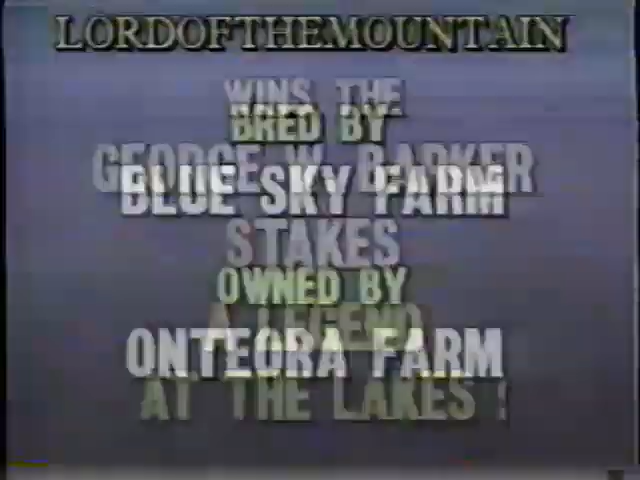 LORDOFTHEMOUNTAIN
WINS THE
BRED BY
GEORGE W. BARKER
BLUE SKY FARM
STAKES
OWNED BY
A LEGEND
ONTEORA FARM
AT THE LAKES !